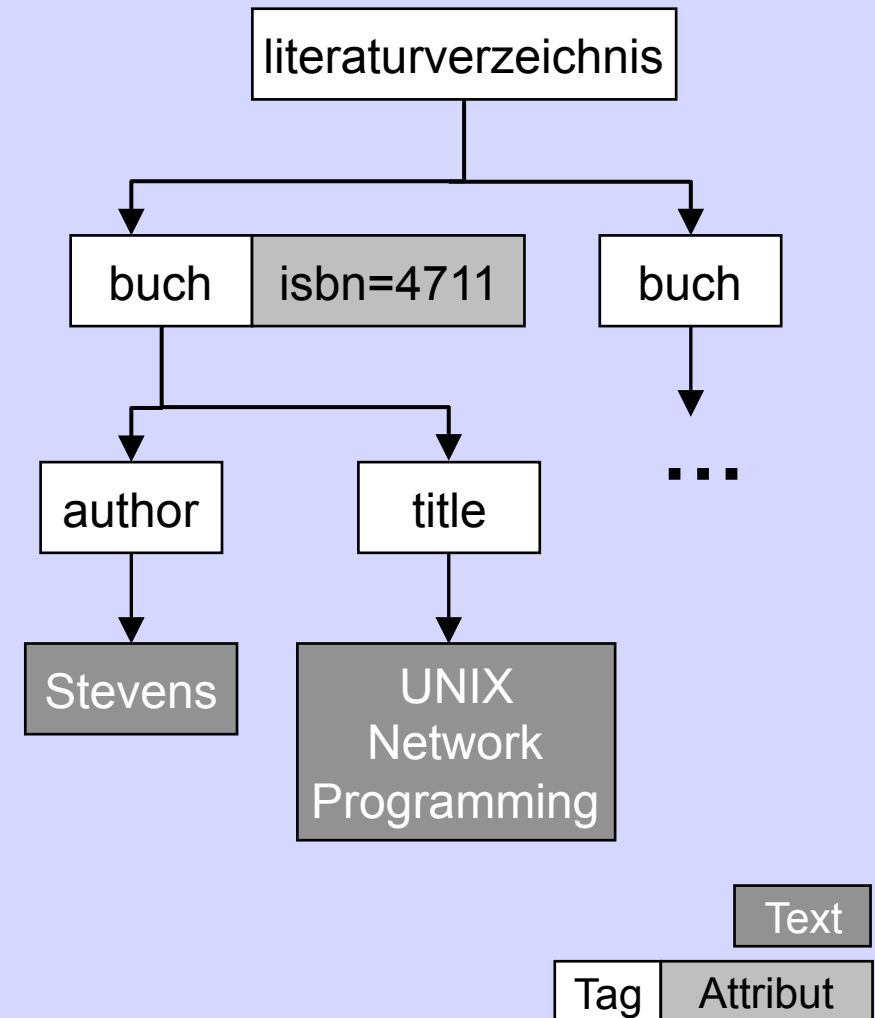 literaturverzeichnis
buch isbn=4711 buch
...
author title
Stevens
UNIX
Network
Programming
Text
Tag Attribut